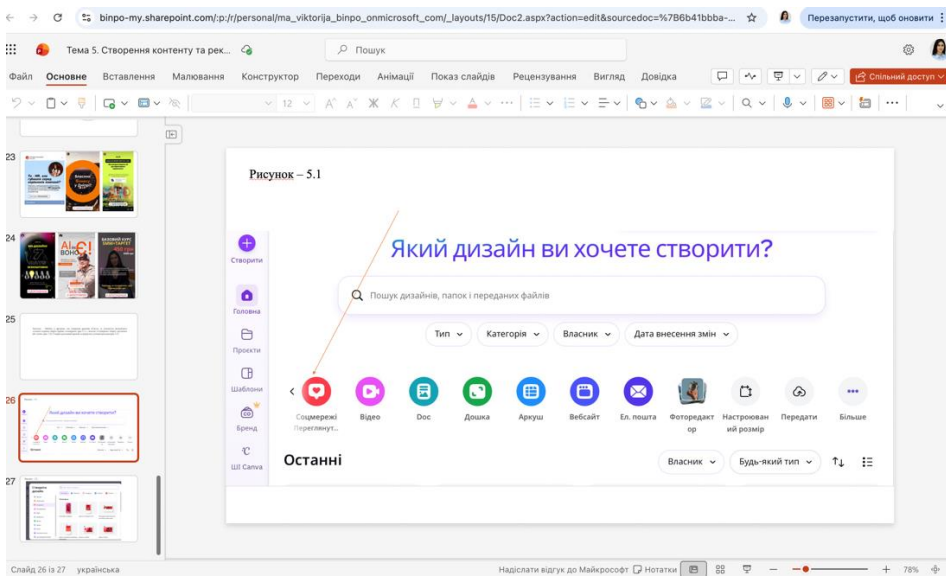 binpo-my.sharepoint.com/:p:/r/personal/ma_viktorija_binpo_onmicrosoft_com/_layouts/15/Doc2.aspx?action=edit&sourcedoc=%7B6b41bbba-...
Перезапустити, щоб оновити
Тема 5. Створення контенту та рек...
Пошук
Файл Основне Вставлення Малювання Конструктор Переходи Анімації Показ слайдів Рецензування Вигляд Довідка
Спільний доступ
12 Ж К
23
24
25
26
27
Рисунок – 5.1
Який дизайн ви хочете створити?
Створити
Пошук дизайнів, папок і переданих файлів
Головна
Тип Категорія Власник Дата внесення змін
Проєкти
Шаблони
Бренд
ШІ Canva
Соцмережі Відео Doc Дошка Аркуш Вебсайт Ел. пошта Фоторедакт Настроюван Передати Більше
Переглянут... ор ий розмір
Останні
Власник Будь-який тип
Слайд 26 із 27 українська
Надіслати відгук до Майкрософт Нотатки
78%